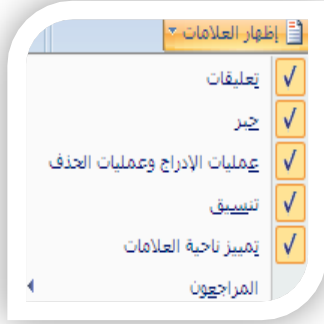 إظهار العلامات
تعليقات
حبر
عمليات الإدراج وعمليات الحذف
تنسيق
تمييز ناحية العلامات
المراجعون